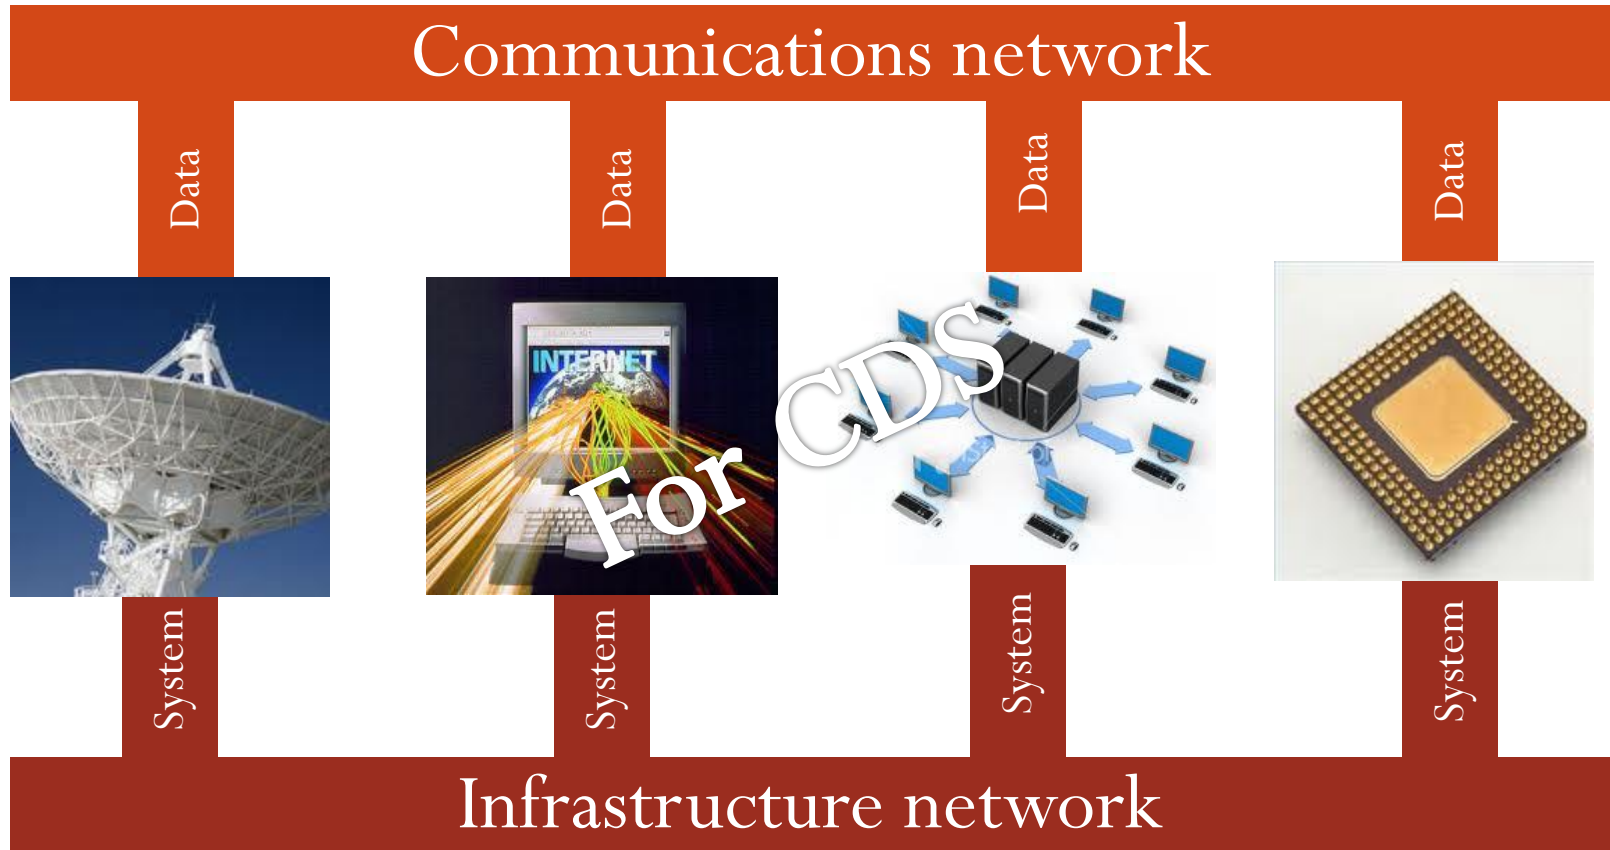 Communications network
Data
Data
Data
Data
INTERNET
For CDS
System
System
System
System
Infrastructure network